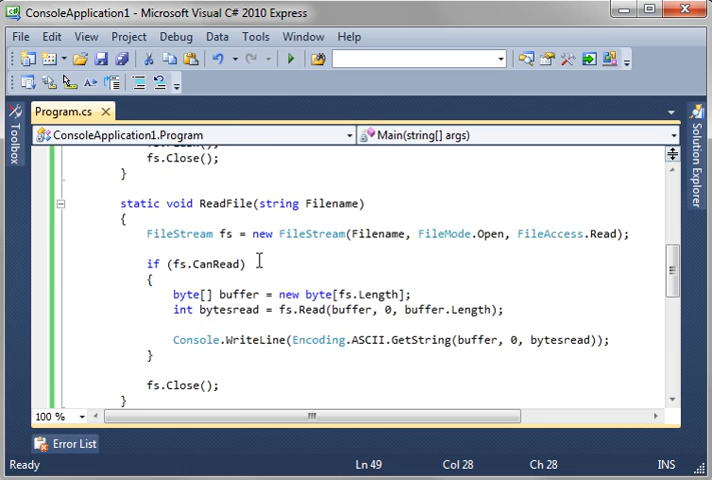 ConsoleApplication1 - Microsoft Visual C# 2010 Express
File Edit View Project Debug Data Tools Window Help
Program.cs
ConsoleApplication1.Program Main(string[] args)
Toolbox
Solution Explorer
fs.Close();
}
static void ReadFile(string Filename)
{
FileStream fs = new FileStream(Filename, FileMode.Open, FileAccess.Read);
if (fs.CanRead)
{
byte[] buffer = new byte[fs.Length];
int bytesread = fs.Read(buffer, 0, buffer.Length);
Console.WriteLine(Encoding.ASCII.GetString(buffer, 0, bytesread));
}
fs.Close();
}
100 %
Error List
Ready Ln 49 Col 28 Ch 28 INS